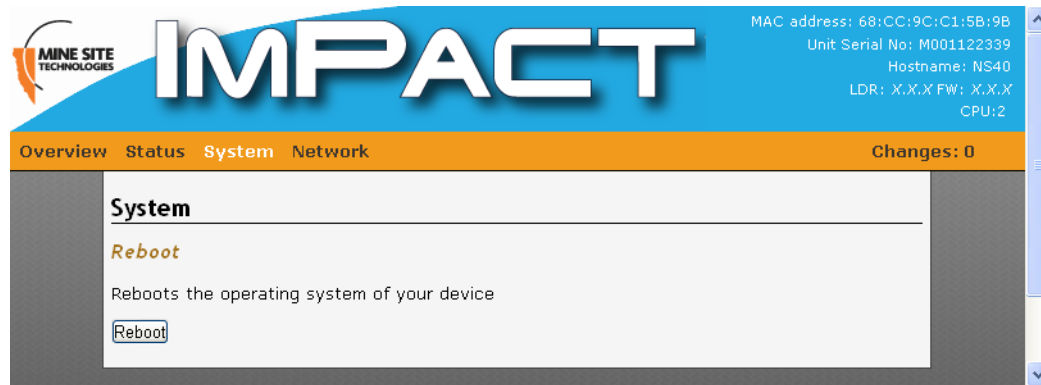 MINE SITE
TECHNOLOGIES
IMPACT
MAC address: 68:CC:9C:C1:5B:9B
Unit Serial No: M001122339
Hostname: NS40
LDR: X.X.X FW: X.X.X
CPU:2
Overview Status System Network Changes: 0
System
Reboot
Reboots the operating system of your device
Reboot